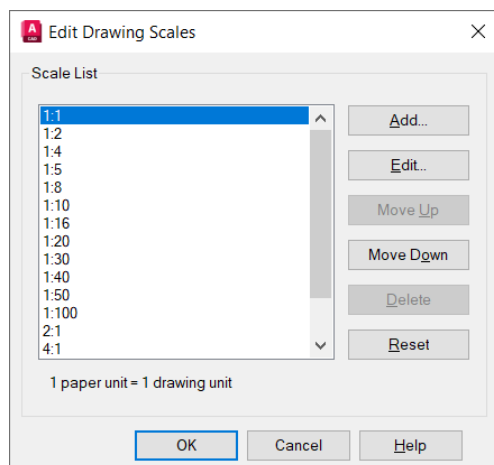 A
CAD
Edit Drawing Scales
Scale List
1:1
1:2
1:4
1:5
1:8
1:10
1:16
1:20
1:30
1:40
1:50
1:100
2:1
4:1
Add...
Edit...
Move Up
Move Down
Delete
Reset
1 paper unit = 1 drawing unit
OK
Cancel
Help